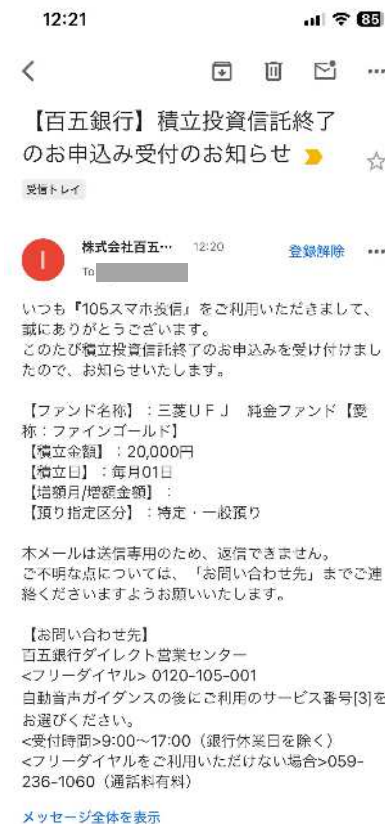 12:21
85
【百五銀行】積立投資信託終了
のお申込み受付のお知らせ
受信トレイ
I
株式会社百五… 12:20 登録解除
To
いつも『105スマホ投信』をご利用いただきまして、
誠にありがとうございます。
このたび積立投資信託終了のお申込みを受け付けまし
たので、お知らせいたします。
【ファンド名称】:三菱UFJ 純金ファンド【愛
称:ファインゴールド】
【積立金額】:20,000円
【積立日】:毎月01日
【増額月/増額金額】:
【預り指定区分】:特定・一般預り
本メールは送信専用のため、返信できません。
ご不明な点については、「お問い合わせ先」までご連
絡くださいますようお願いいたします。
【お問い合わせ先】
百五銀行ダイレクト営業センター
<フリーダイヤル> 0120-105-001
自動音声ガイダンスの後にご利用のサービス番号[3]を
お選びください。
<受付時間>9:00～17:00（銀行休業日を除く）
<フリーダイヤルをご利用いただけない場合>059-
236-1060（通話料有料）
メッセージ全体を表示